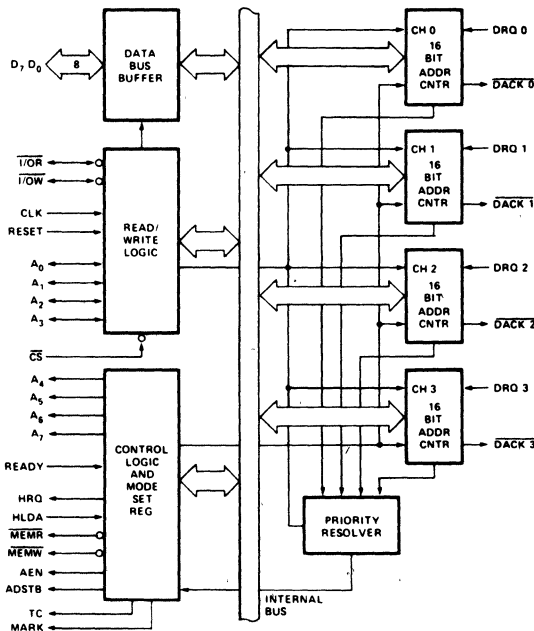 D7 D0
8
DATA
BUS
BUFFER
I/OR
I/OW
CLK
RESET
A0
A1
A2
A3
READ/
WRITE
LOGIC
CS
A4
A5
A6
A7
READY
HRQ
HLDA
MEMR
MEMW
AEN
ADSTB
TC
MARK
CONTROL
LOGIC
AND
MODE
SET
REG
INTERNAL
BUS
CH 0
16
BIT
ADDR
CNTR
DRQ 0
DACK 0
CH 1
16
BIT
ADDR
CNTR
DRQ 1
DACK 1
CH 2
16
BIT
ADDR
CNTR
DRQ 2
DACK 2
CH 3
16
BIT
ADDR
CNTR
DRQ 3
DACK 3
PRIORITY
RESOLVER